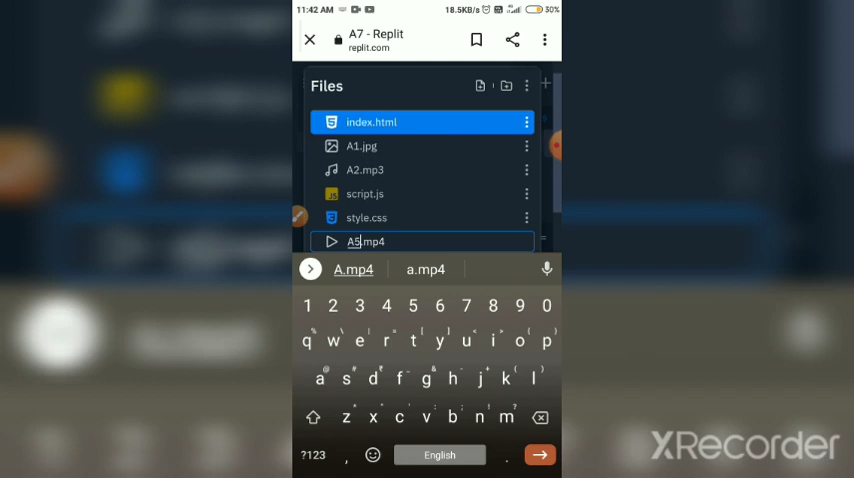 11:42 AM 18.5KB/s 30%
A7 - Replit
replit.com
Files
index.html
A1.jpg
A2.mp3
script.js
style.css
A5.mp4
A.mp4 a.mp4
1 2 3 4 5 6 7 8 9 0
q% w\ e| r= t[ y] u< i> o{ p}
a@ s# d₹ f_ g& h- j+ k( l)
z* x" c' v: b; n! m?
?123 , English .
XRecorder